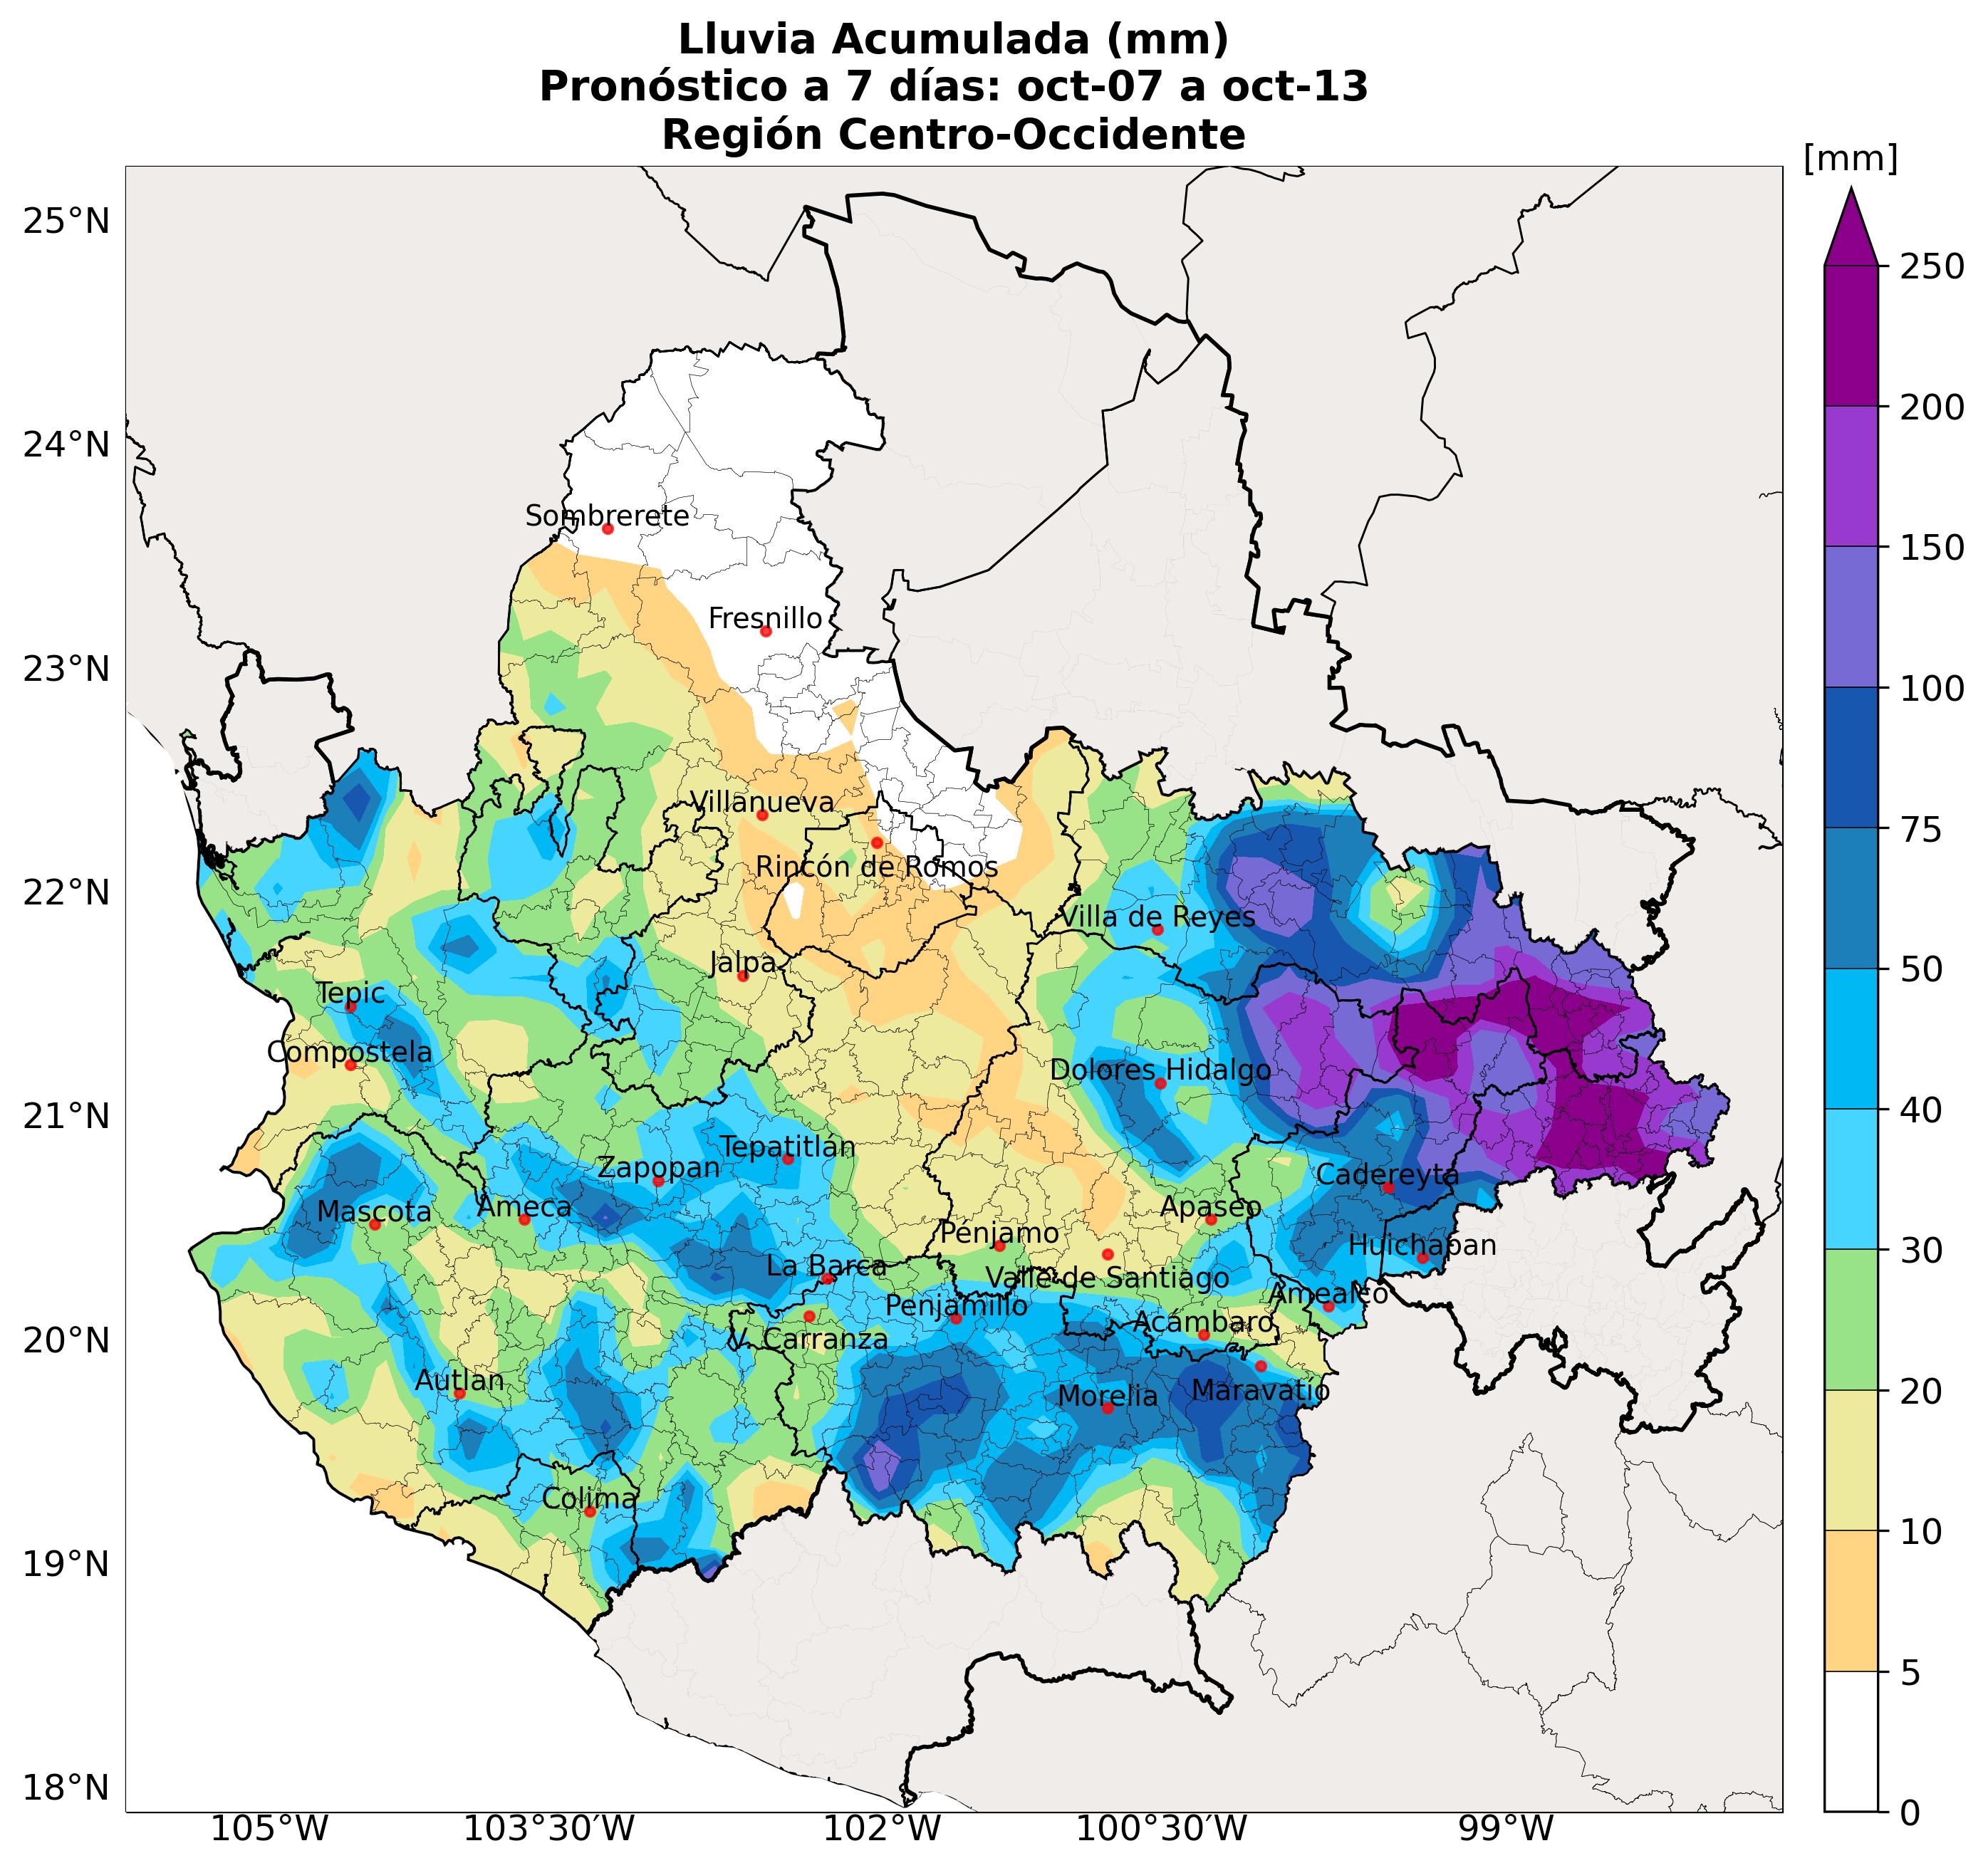 Lluvia Acumulada (mm)
Pronóstico a 7 días: oct-07 a oct-13
Región Centro-Occidente
[mm]
25°N
24°N
23°N
22°N
21°N
20°N
19°N
18°N
Sombrerete
Fresnillo
Villanueva
Rincón de Romos
Villa de Reyes
Jalpa
Tepic
Compostela
Dolores Hidalgo
Tepatitlán
Zapopan
Cadereyta
Mascota
Ameca
Apaseo
Pénjamo
Huichapan
La Barca
Valle de Santiago
Amealco
Penjamillo
Acámbaro
V. Carranza
Autlan
Morelia
Maravatío
Colima
250
200
150
100
75
50
40
30
20
10
5
0
105°W
103°30'W
102°W
100°30'W
99°W